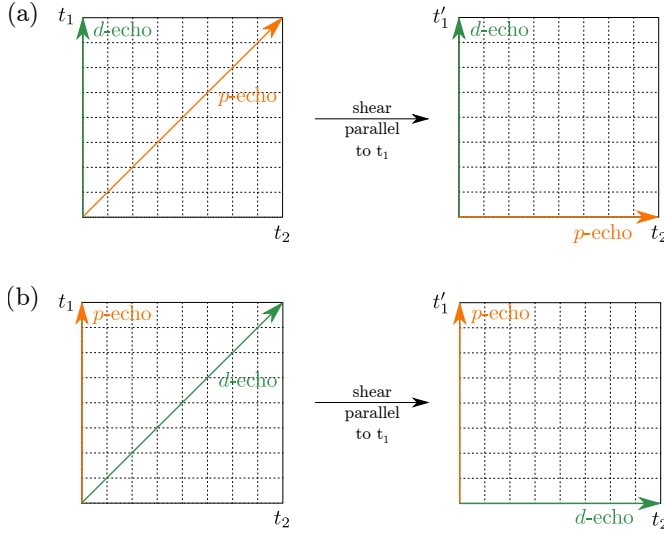 (a)
t₁
d-echo
p-echo
t₂
shear
parallel
to t₁
t′₁
d-echo
p-echo
t₂
(b)
t₁
p-echo
d-echo
t₂
shear
parallel
to t₁
t′₁
p-echo
d-echo
t₂